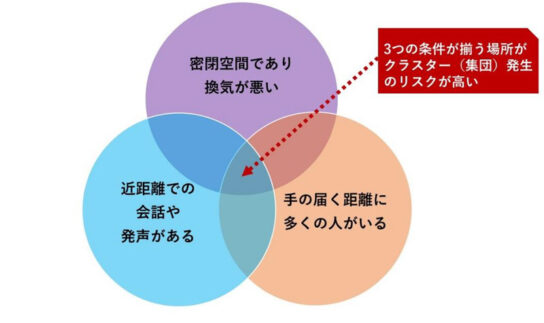 密閉空間であり
換気が悪い
3つの条件が揃う場所が
クラスター（集団）発生
のリスクが高い
近距離での
会話や
発声がある
手の届く距離に
多くの人がいる